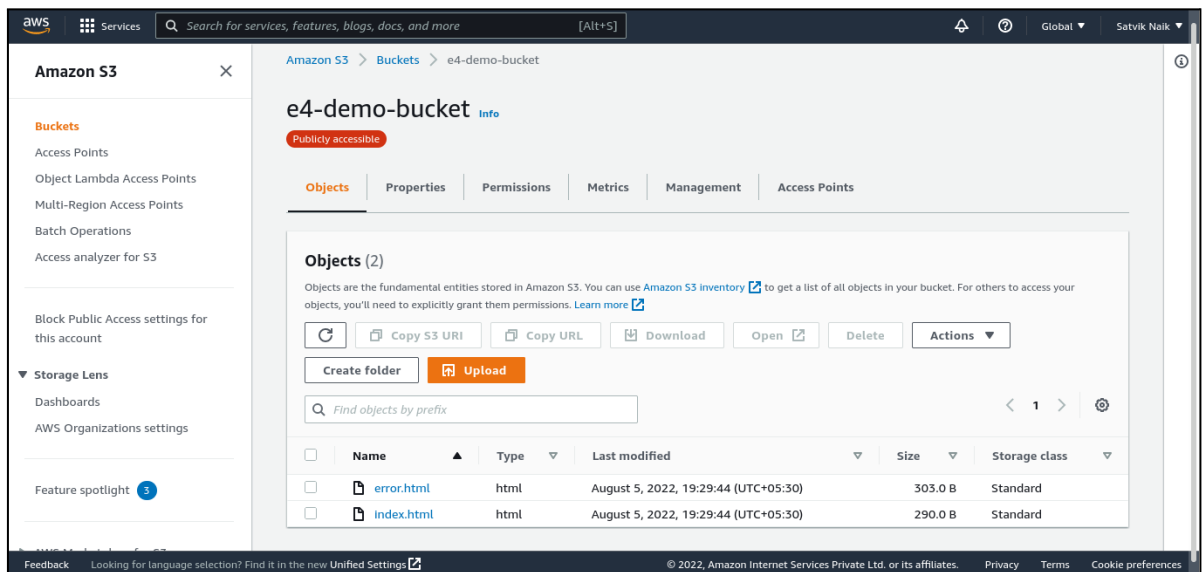 aws Services Search for services, features, blogs, docs, and more [Alt+S] Global Satvik Naik
Amazon S3
Buckets
Access Points
Object Lambda Access Points
Multi-Region Access Points
Batch Operations
Access analyzer for S3
Block Public Access settings for
this account
Storage Lens
Dashboards
AWS Organizations settings
Feature spotlight 3
Amazon S3 > Buckets > e4-demo-bucket
e4-demo-bucket Info
Publicly accessible
Objects Properties Permissions Metrics Management Access Points
Objects (2)
Objects are the fundamental entities stored in Amazon S3. You can use Amazon S3 inventory to get a list of all objects in your bucket. For others to access your
objects, you'll need to explicitly grant them permissions. Learn more
Copy S3 URI Copy URL Download Open Delete Actions
Create folder Upload
Find objects by prefix
< 1 >
Name Type Last modified Size Storage class
error.html html August 5, 2022, 19:29:44 (UTC+05:30) 303.0 B Standard
index.html html August 5, 2022, 19:29:44 (UTC+05:30) 290.0 B Standard
Feedback Looking for language selection? Find it in the new Unified Settings © 2022, Amazon Internet Services Private Ltd. or its affiliates. Privacy Terms Cookie preferences